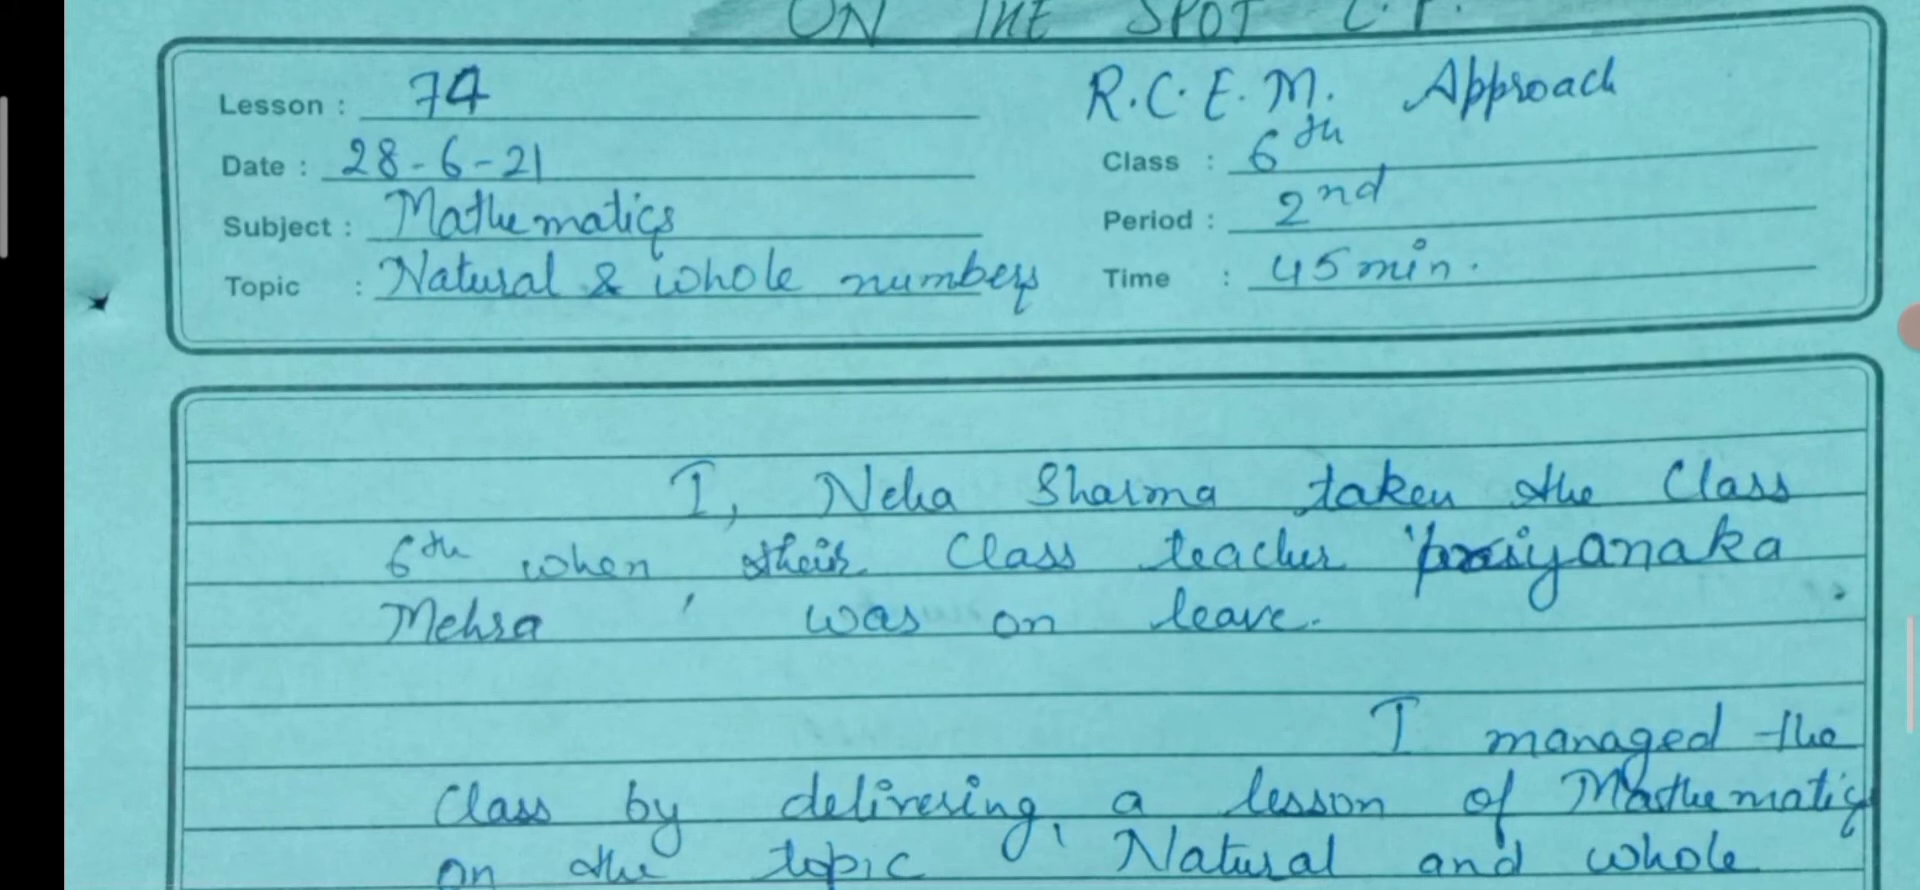 ON THE SPOT L.P.
Lesson : 74
R.C.E.M. Approach
Date : 28-6-21
Class : 6th
Subject : Mathematics
Period : 2nd
Topic : Natural & whole numbers
Time : 45 min.
I, Neha Sharma taken the Class
6th when their Class teacher 'priyanaka
Mehra ' was on leave.
I managed the
Class by delivering a lesson of Mathematics
on the topic ' Natural and whole